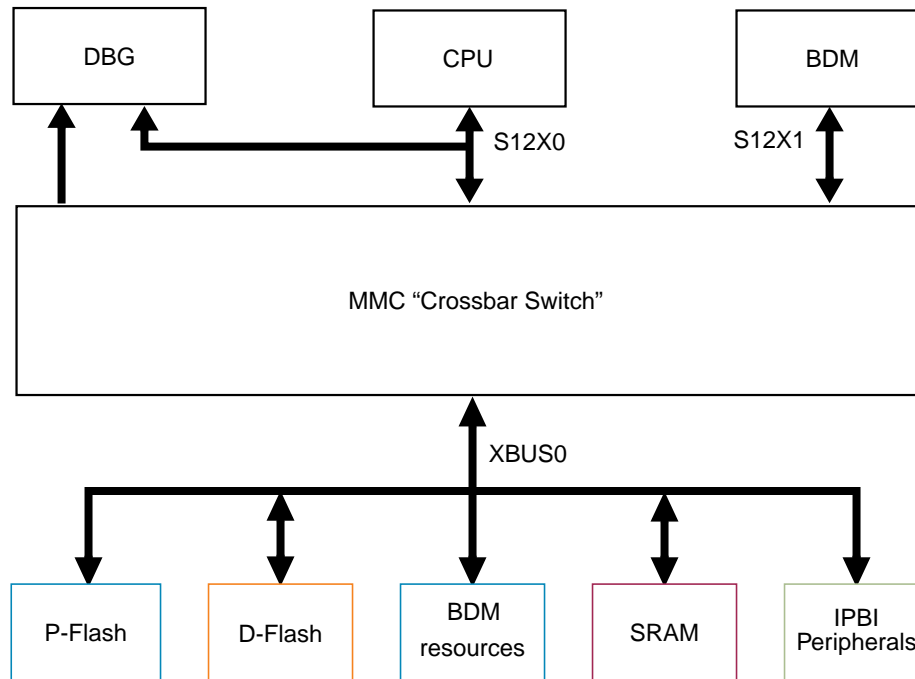 DBG
CPU
BDM
S12X0
S12X1
MMC “Crossbar Switch”
XBUS0
P-Flash
D-Flash
BDM
resources
SRAM
IPBI
Peripherals